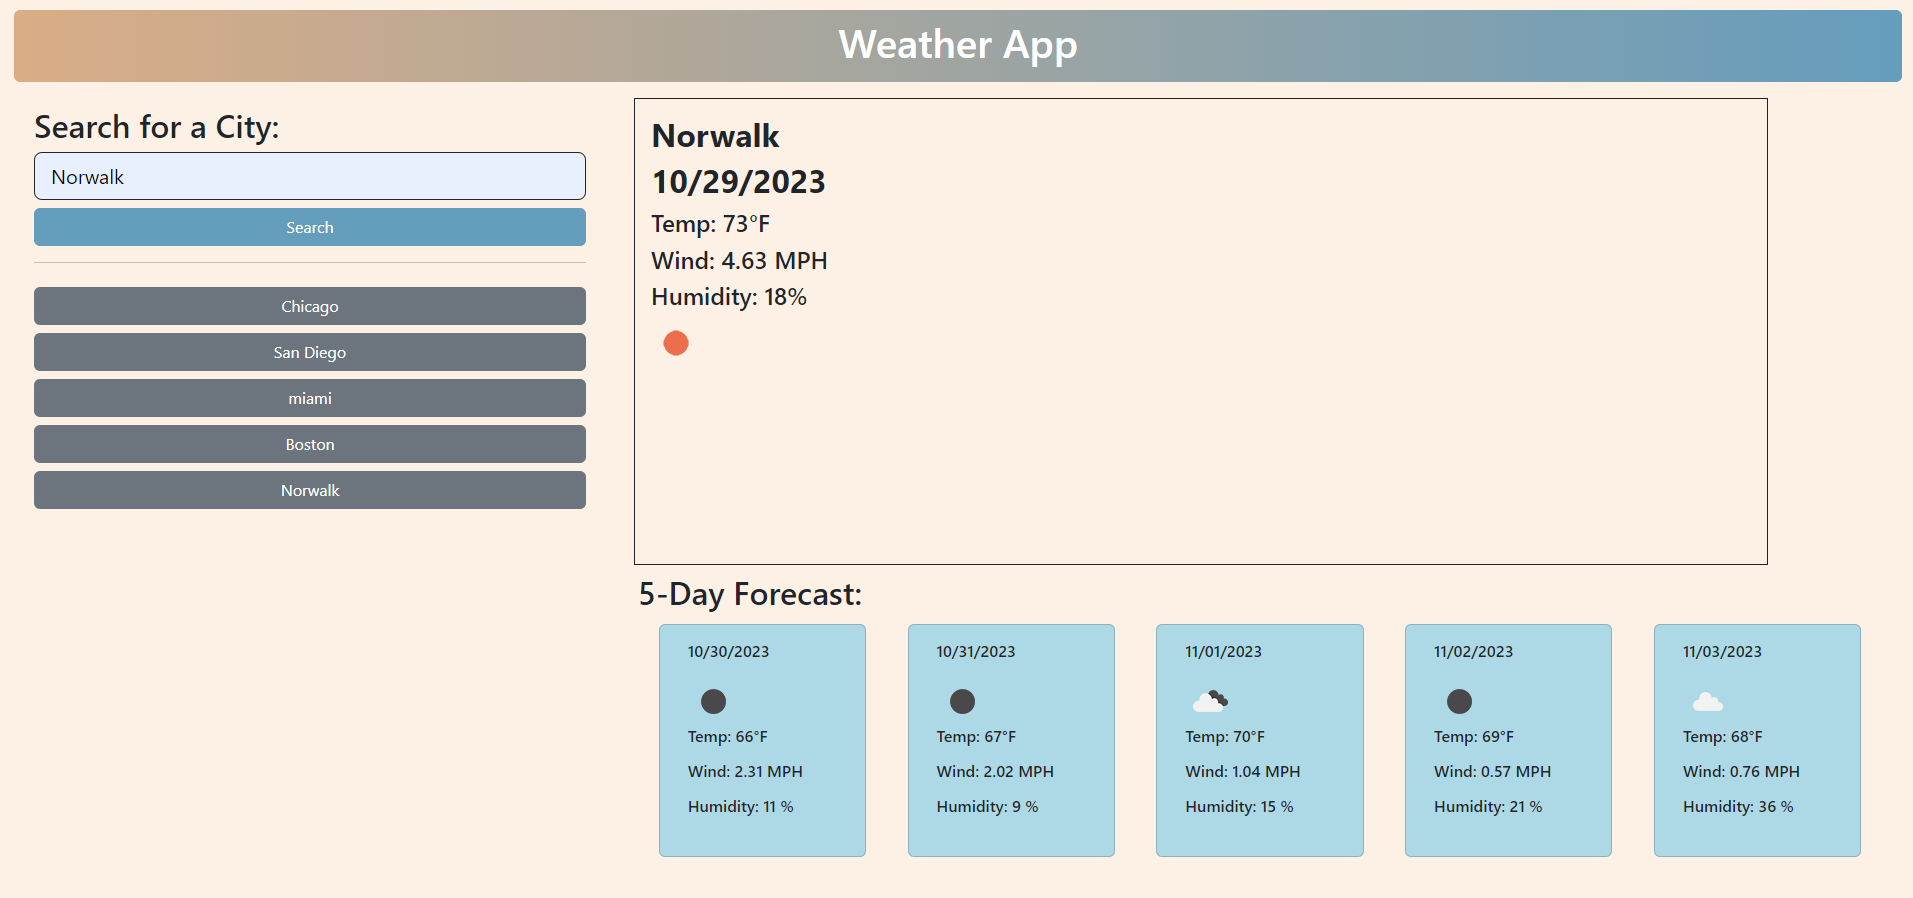 Weather App
Search for a City:
Norwalk
Search
Chicago
San Diego
miami
Boston
Norwalk
Norwalk
10/29/2023
Temp: 73°F
Wind: 4.63 MPH
Humidity: 18%
5-Day Forecast:
10/30/2023
Temp: 66°F
Wind: 2.31 MPH
Humidity: 11 %
10/31/2023
Temp: 67°F
Wind: 2.02 MPH
Humidity: 9 %
11/01/2023
Temp: 70°F
Wind: 1.04 MPH
Humidity: 15 %
11/02/2023
Temp: 69°F
Wind: 0.57 MPH
Humidity: 21 %
11/03/2023
Temp: 68°F
Wind: 0.76 MPH
Humidity: 36 %